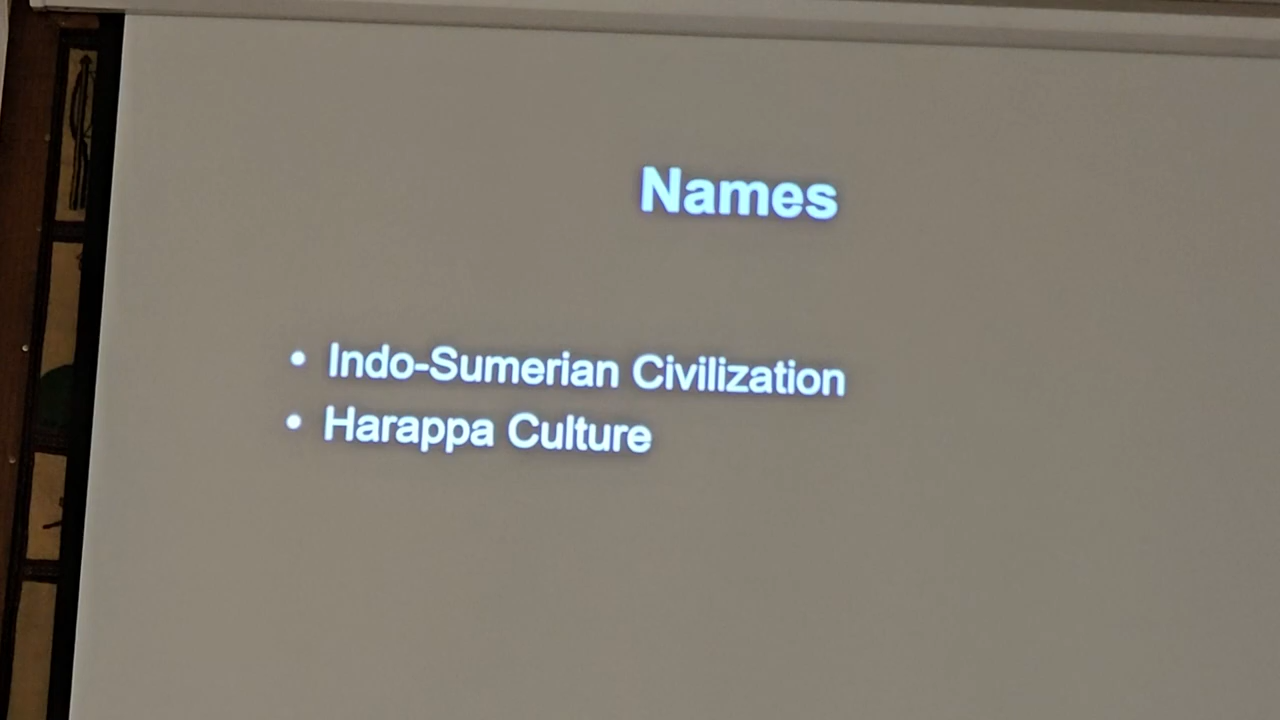 Names
• Indo-Sumerian Civilization
• Harappa Culture